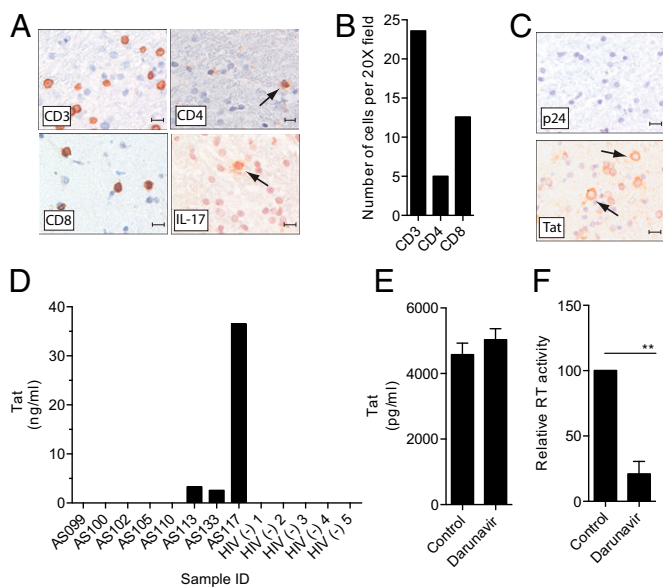 A
CD3
CD4
CD8
IL-17
B
Number of cells per 20X field
25
20
15
10
5
0
CD3
CD4
CD8
C
p24
Tat
D
Tat
(ng/ml)
40
30
20
10
0
AS099
AS100
AS102
AS105
AS110
AS113
AS133
AS117
HIV (-) 1
HIV (-) 2
HIV (-) 3
HIV (-) 4
HIV (-) 5
Sample ID
E
Tat
(pg/ml)
6000
4000
2000
0
Control
Darunavir
F
Relative RT activity
150
100
50
0
**
Control
Darunavir